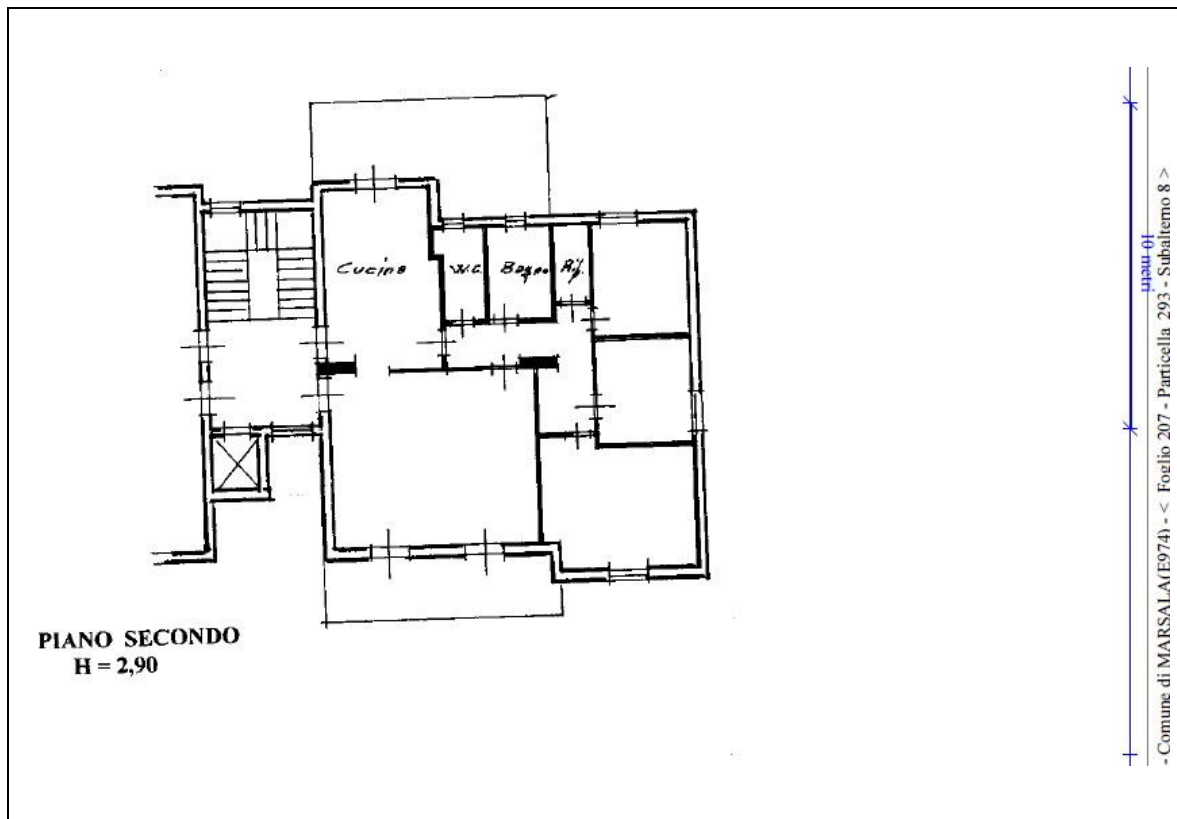 Cucina
W.C.
Bagno
Rip.
PIANO SECONDO
H = 2,90
10 metri
- Comune di MARSALA(E974) - < Foglio 207 - Particella 293 - Subalterno 8 >